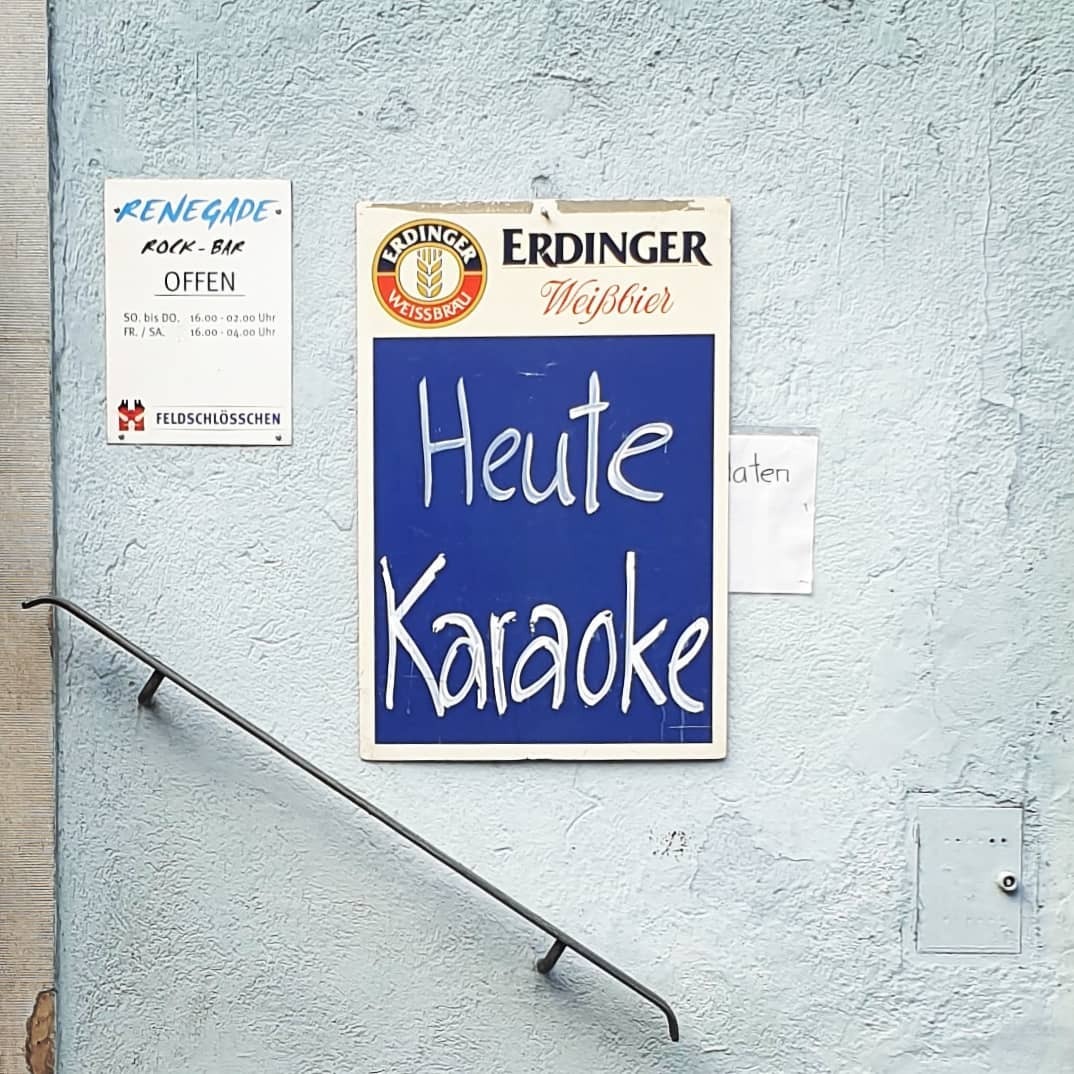 RENEGADE
ROCK-BAR
OFFEN
SO. bis DO. 16.00 - 02.00 Uhr
FR. / SA. 16.00 - 04.00 Uhr
FELDSCHLÖSSCHEN
ERDINGER
WEISSBRÄU
ERDINGER
Weißbier
Heute
Karaoke